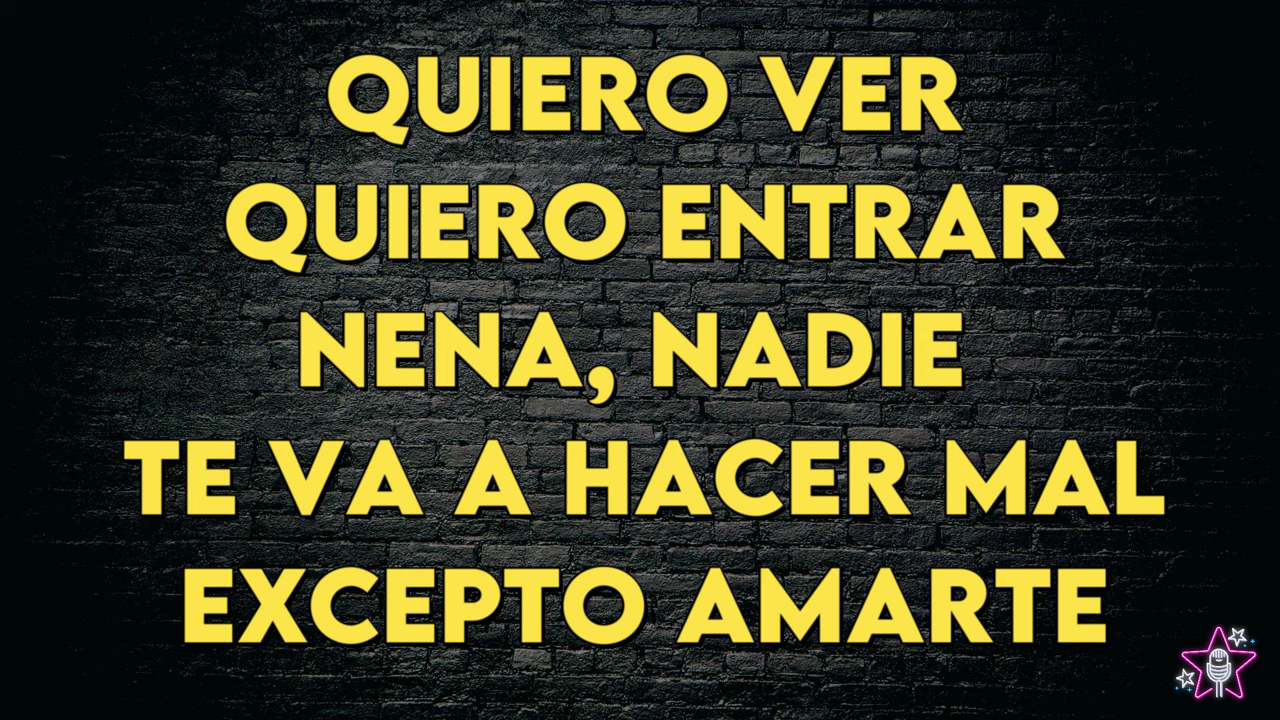 QUIERO VER
QUIERO ENTRAR
NENA, NADIE
TE VA A HACER MAL
EXCEPTO AMARTE